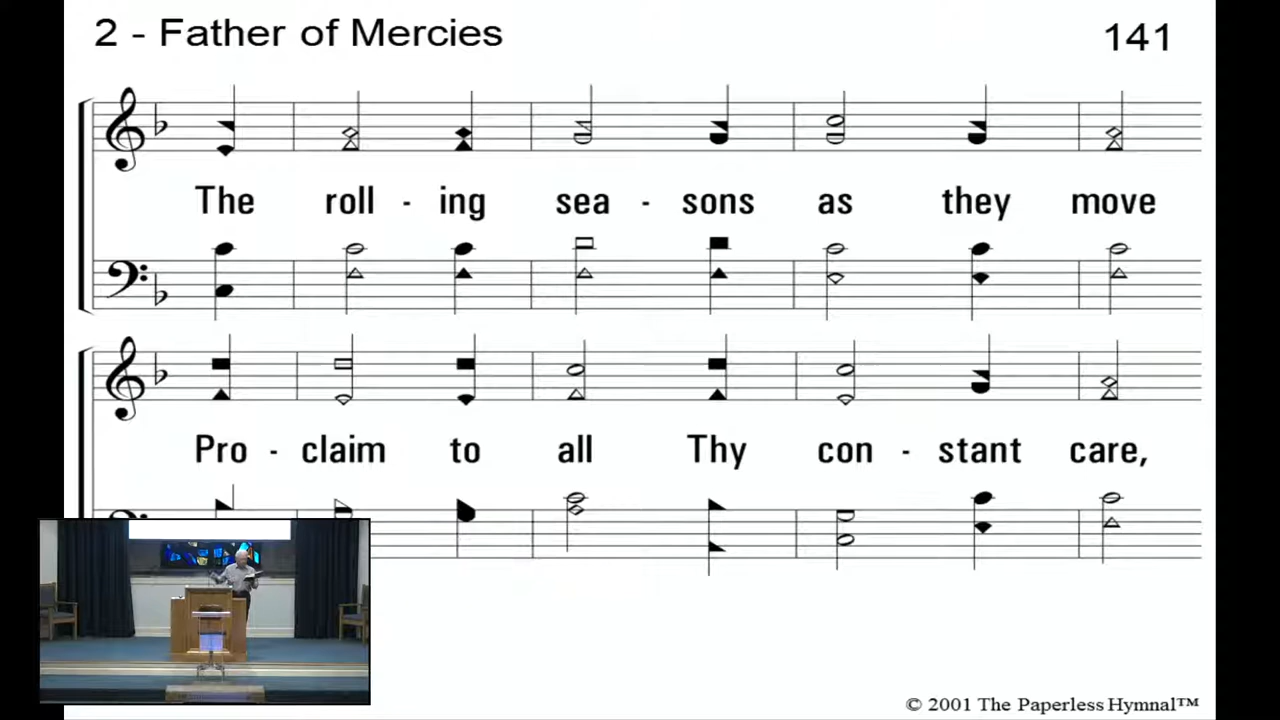 2 - Father of Mercies
141
The roll - ing sea - sons as they move
Pro - claim to all Thy con - stant care,
© 2001 The Paperless Hymnal™